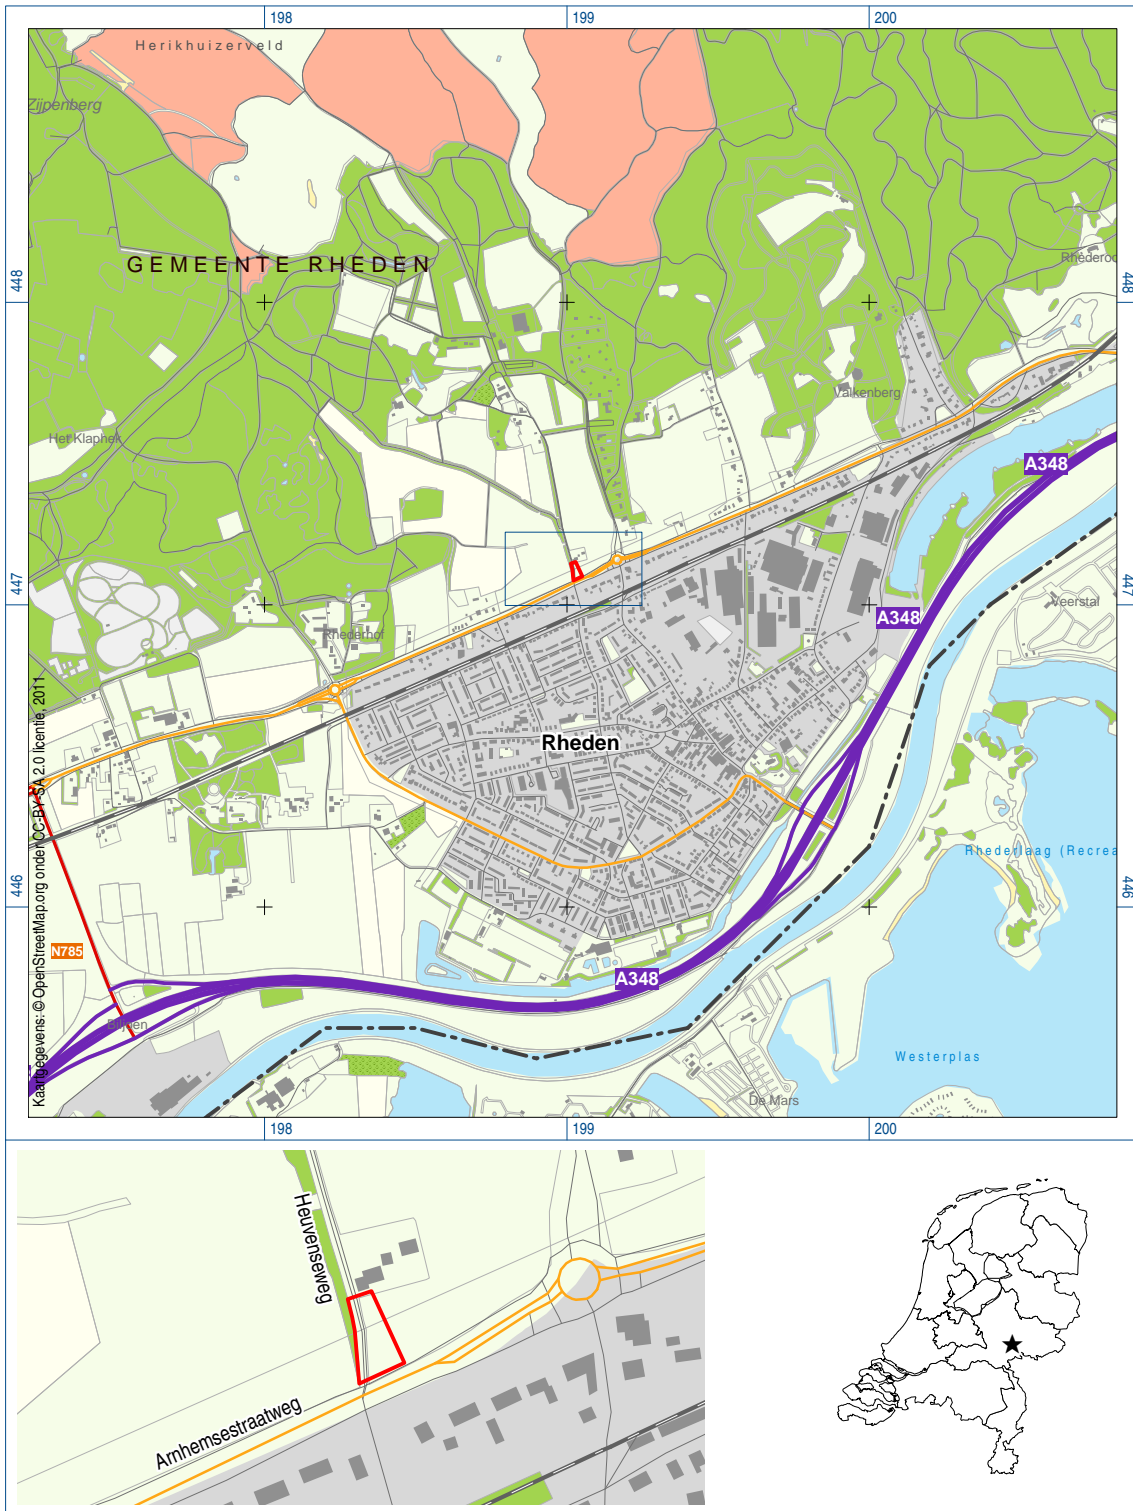 198 199 200
Herikhuizerveld
Zijpenberg
GEMEENTE RHEDEN
448 448
Valkenberg
Het Klaphek
A348
447 447
Veerstal
A348
Rhederhof
Rheden
Rhederlaag (Recrea
446 446
N785
A348
Bijlen
Westerplas
De Mars
Kaartgegevens: © OpenStreetMap.org onder CC-BY-SA 2.0 licentie, 2011
198 199 200
Heuvenseweg
Arnhemsestraatweg